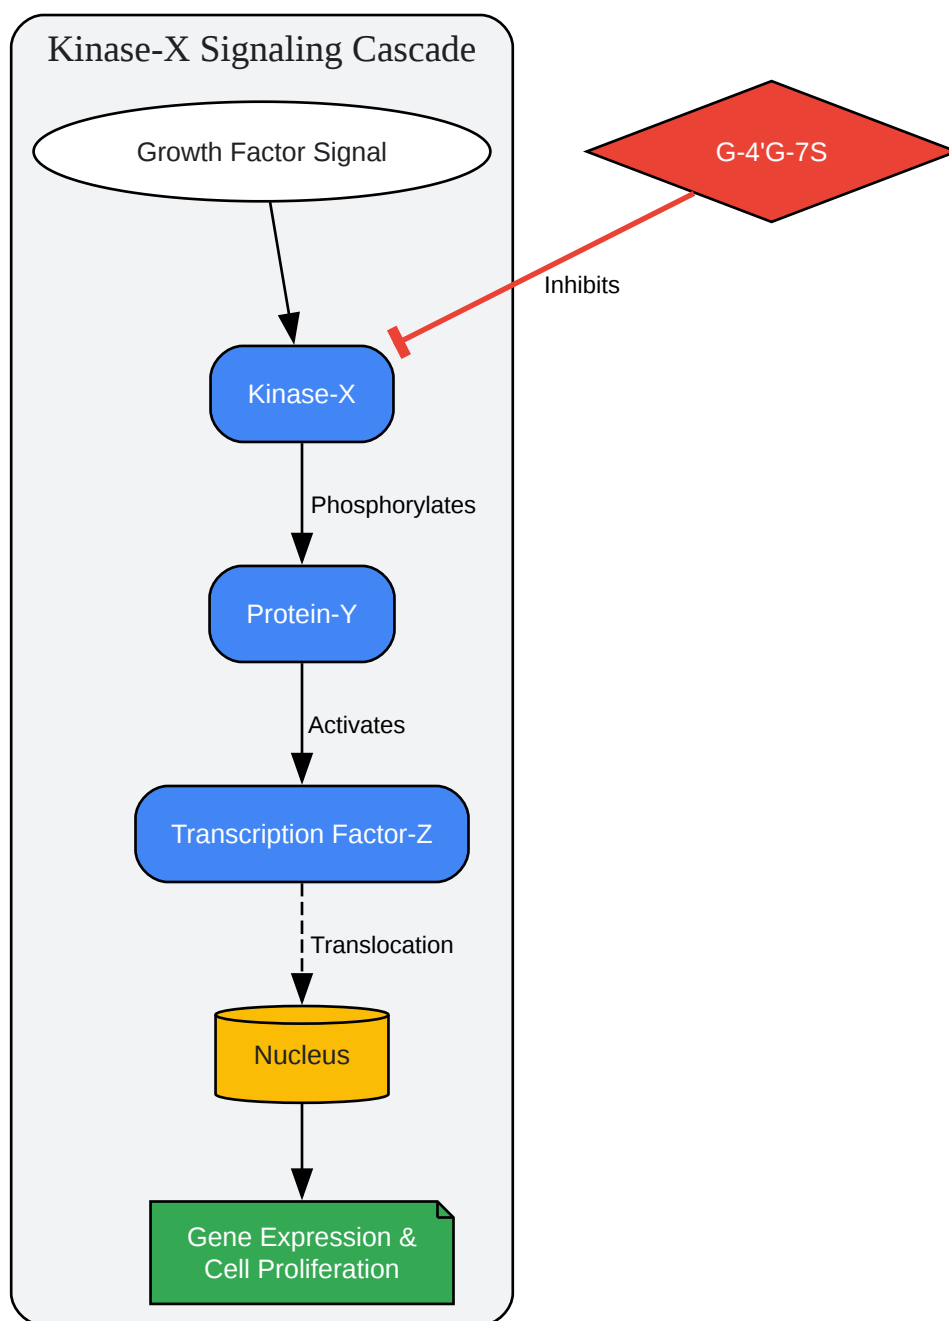 Kinase-X Signaling Cascade
Growth Factor Signal
G-4'G-7S
Inhibits
Kinase-X
Phosphorylates
Protein-Y
Activates
Transcription Factor-Z
Translocation
Nucleus
Gene Expression &
Cell Proliferation